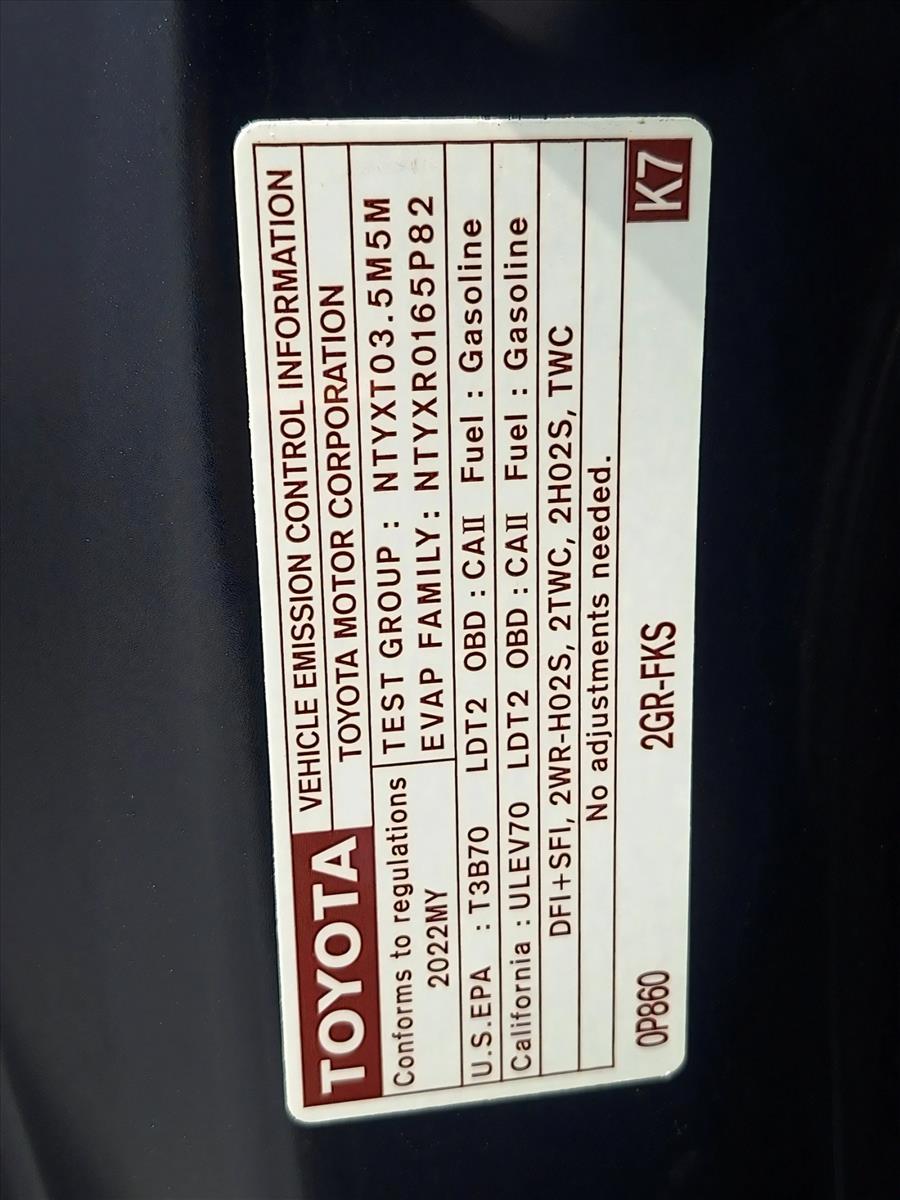 TOYOTA
VEHICLE EMISSION CONTROL INFORMATION
TOYOTA MOTOR CORPORATION
Conforms to regulations
2022MY
TEST GROUP : NTYXT03.5M5M
EVAP FAMILY: NTYXR0165P82
U.S.EPA : T3B70 LDT2 OBD : CAII Fuel : Gasoline
California : ULEV70 LDT2 OBD : CAII Fuel : Gasoline
DFI+SFI, 2WR-HO2S, 2TWC, 2HO2S, TWC
No adjustments needed.
0P860 2GR-FKS K7